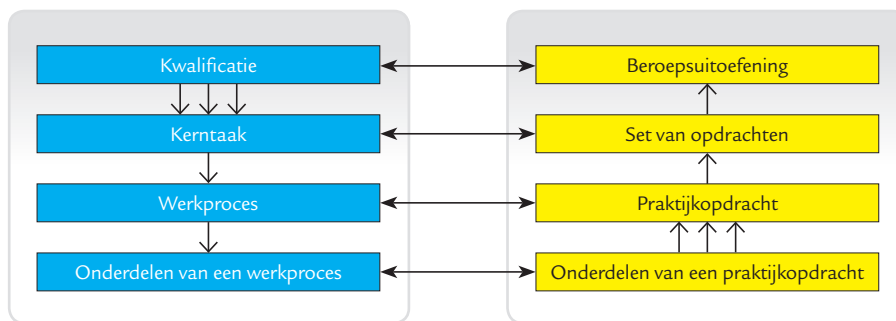 Kwalificatie
Beroepsuitoefening
Kerntaak
Set van opdrachten
Werkproces
Praktijkopdracht
Onderdelen van een werkproces
Onderdelen van een praktijkopdracht